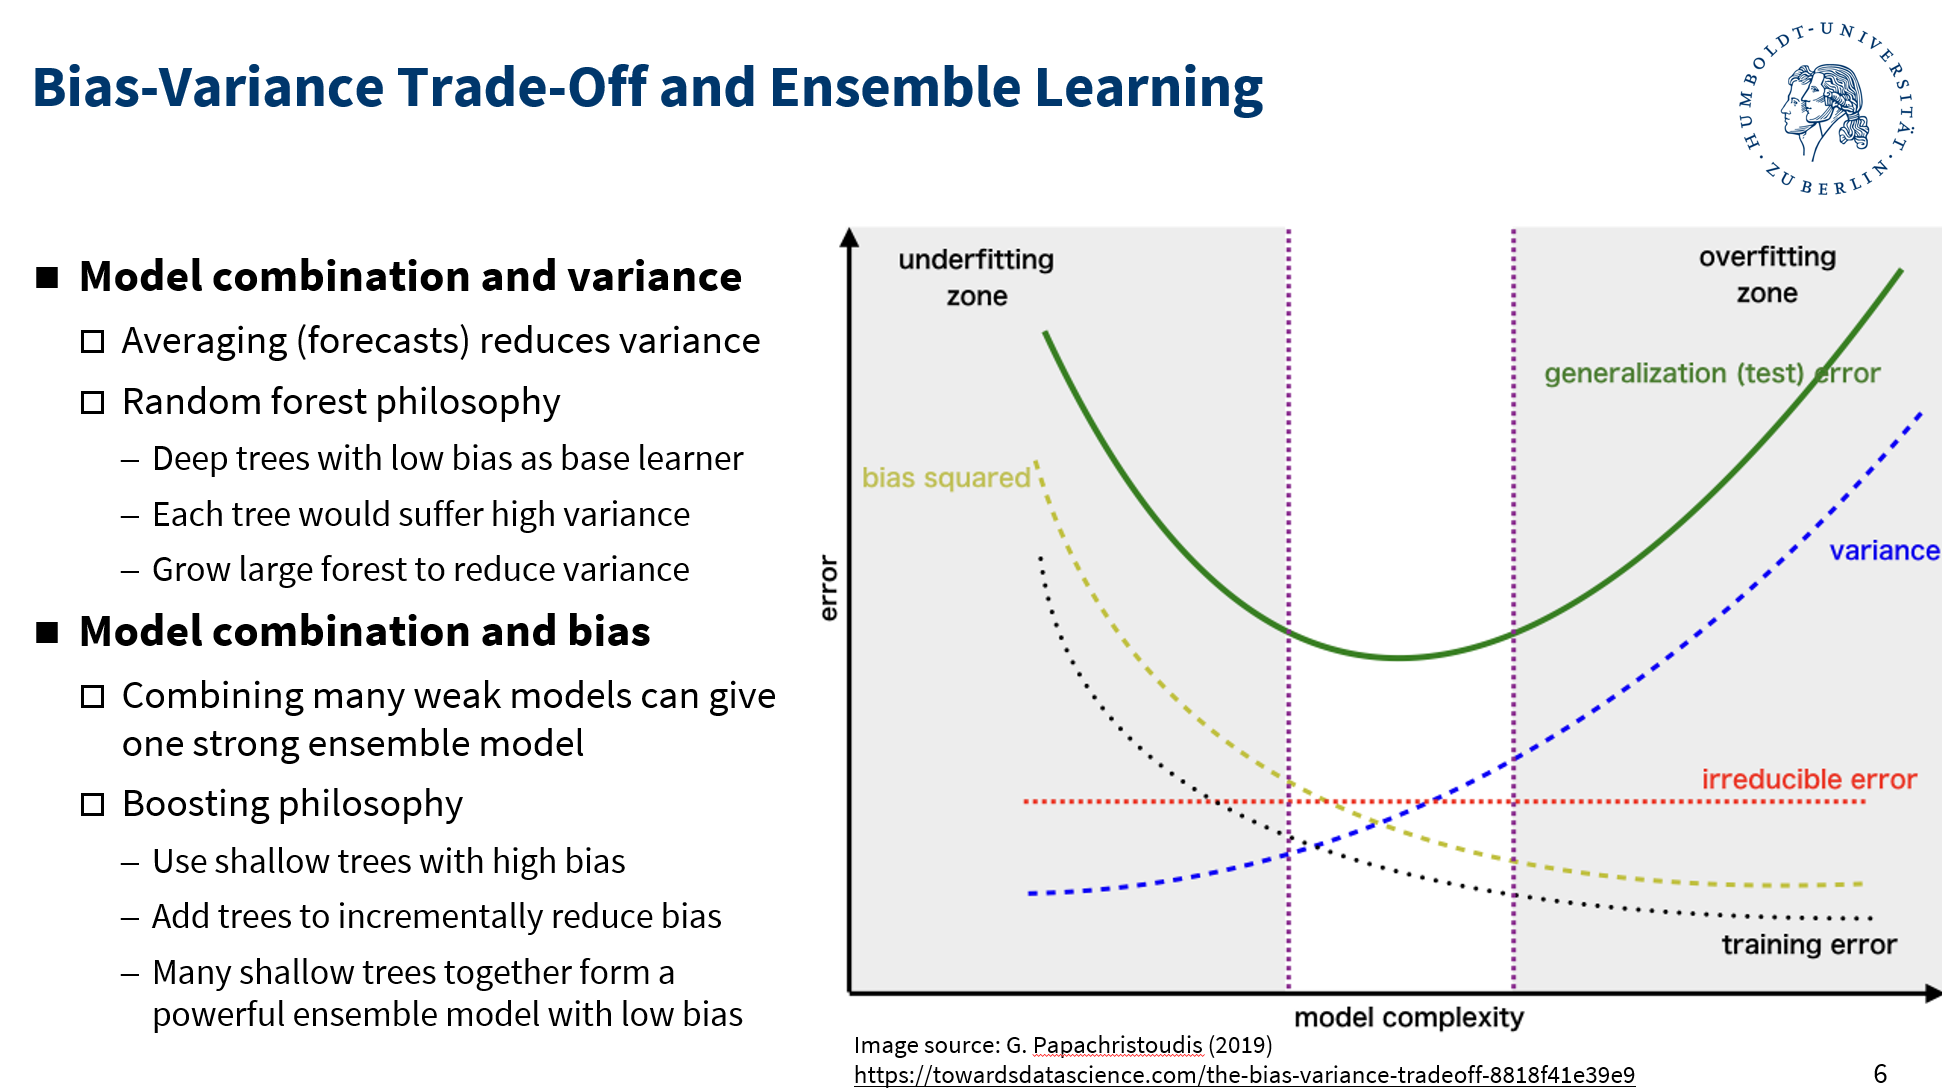 Bias-Variance Trade-Off and Ensemble Learning
HUMBOLDT-UNIVERSITÄT · ZU BERLIN ·
■ Model combination and variance
□ Averaging (forecasts) reduces variance
□ Random forest philosophy
– Deep trees with low bias as base learner
– Each tree would suffer high variance
– Grow large forest to reduce variance
■ Model combination and bias
□ Combining many weak models can give
one strong ensemble model
□ Boosting philosophy
– Use shallow trees with high bias
– Add trees to incrementally reduce bias
– Many shallow trees together form a
powerful ensemble model with low bias
underfitting
zone
overfitting
zone
generalization (test) error
bias squared
variance
error
irreducible error
training error
model complexity
Image source: G. Papachristoudis (2019)
https://towardsdatascience.com/the-bias-variance-tradeoff-8818f41e39e9
6